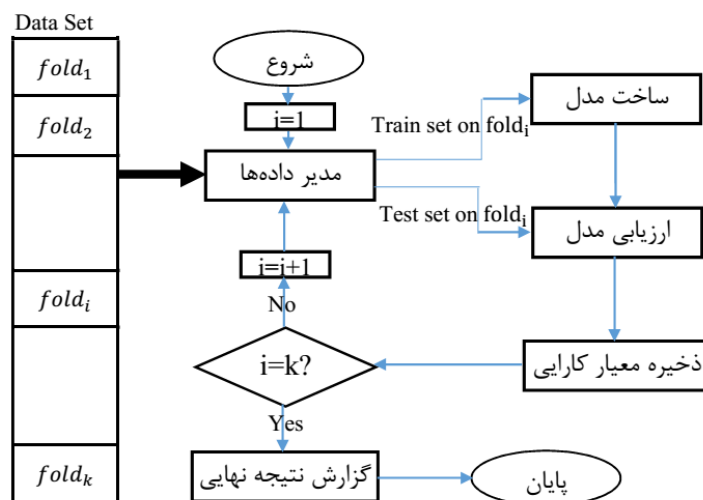 Data Set
fold₁
fold₂
foldᵢ
foldₖ
شروع
i=1
مدیر داده‌ها
Train set on foldᵢ
ساخت مدل
Test set on foldᵢ
ارزیابی مدل
ذخیره معیار کارایی
i=k?
No
i=i+1
Yes
گزارش نتیجه نهایی
پایان